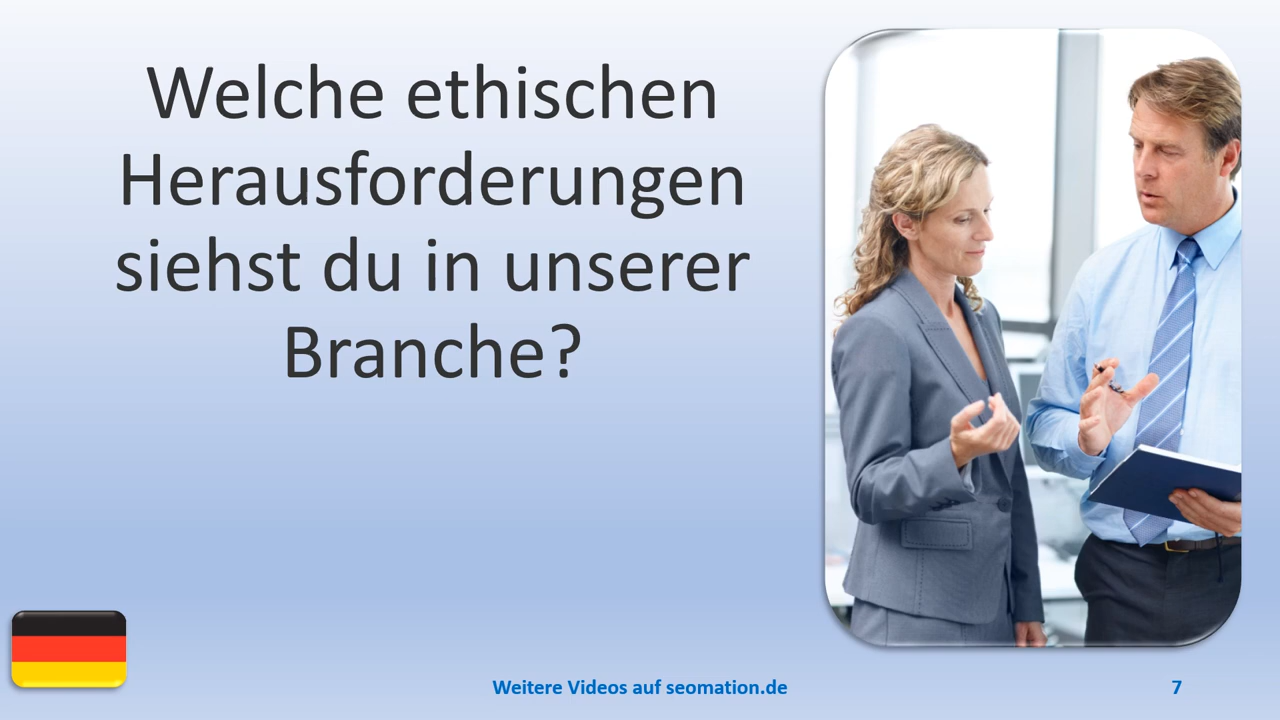 Welche ethischen
Herausforderungen
siehst du in unserer
Branche?
Weitere Videos auf seomation.de
7